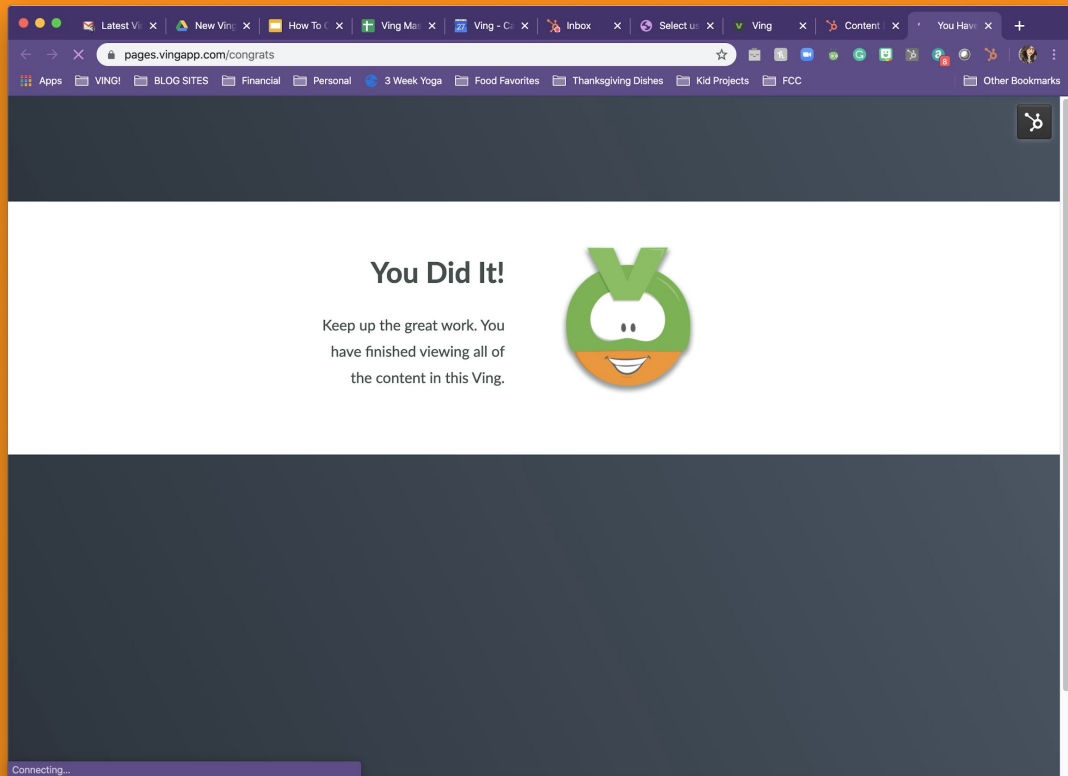 Latest Vi
New Ving
How To C
Ving Mas
27 Ving - Ca
Inbox
Select us
v Ving
Content
You Have
pages.vingapp.com/congrats
G
8
Apps VING! BLOG SITES Financial Personal 3 Week Yoga Food Favorites Thanksgiving Dishes Kid Projects FCC Other Bookmarks
You Did It!
Keep up the great work. You
have finished viewing all of
the content in this Ving.
Connecting...